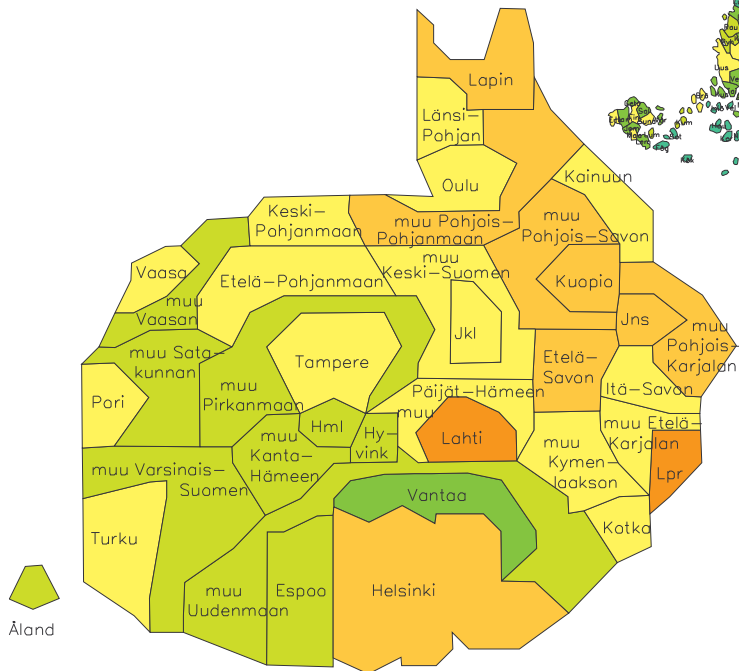 Lapin
Länsi-
Pohjan
Oulu
Kainuun
Keski-
Pohjanmaan
muu Pohjois-
Pohjanmaan
muu
Pohjois-Savon
Vaasa
Etelä-Pohjanmaan
muu
Keski-Suomen
Kuopio
muu
Vaasan
Jns
muu
Pohjois-
Karjalan
muu Sata-
kunnan
Tampere
Jkl
Etelä-
Savon
Itä-Savon
Pori
muu
Pirkanmaan
Päijät-Hämeen
muu
Hml
Hy-
vink
Lahti
muu
Kanta-
Hämeen
muu
Kymen-
laakson
muu Etelä-
Karjalan
Lpr
muu Varsinais-
Suomen
Vantaa
Turku
Kotka
muu
Uudenmaan
Espoo
Helsinki
Åland